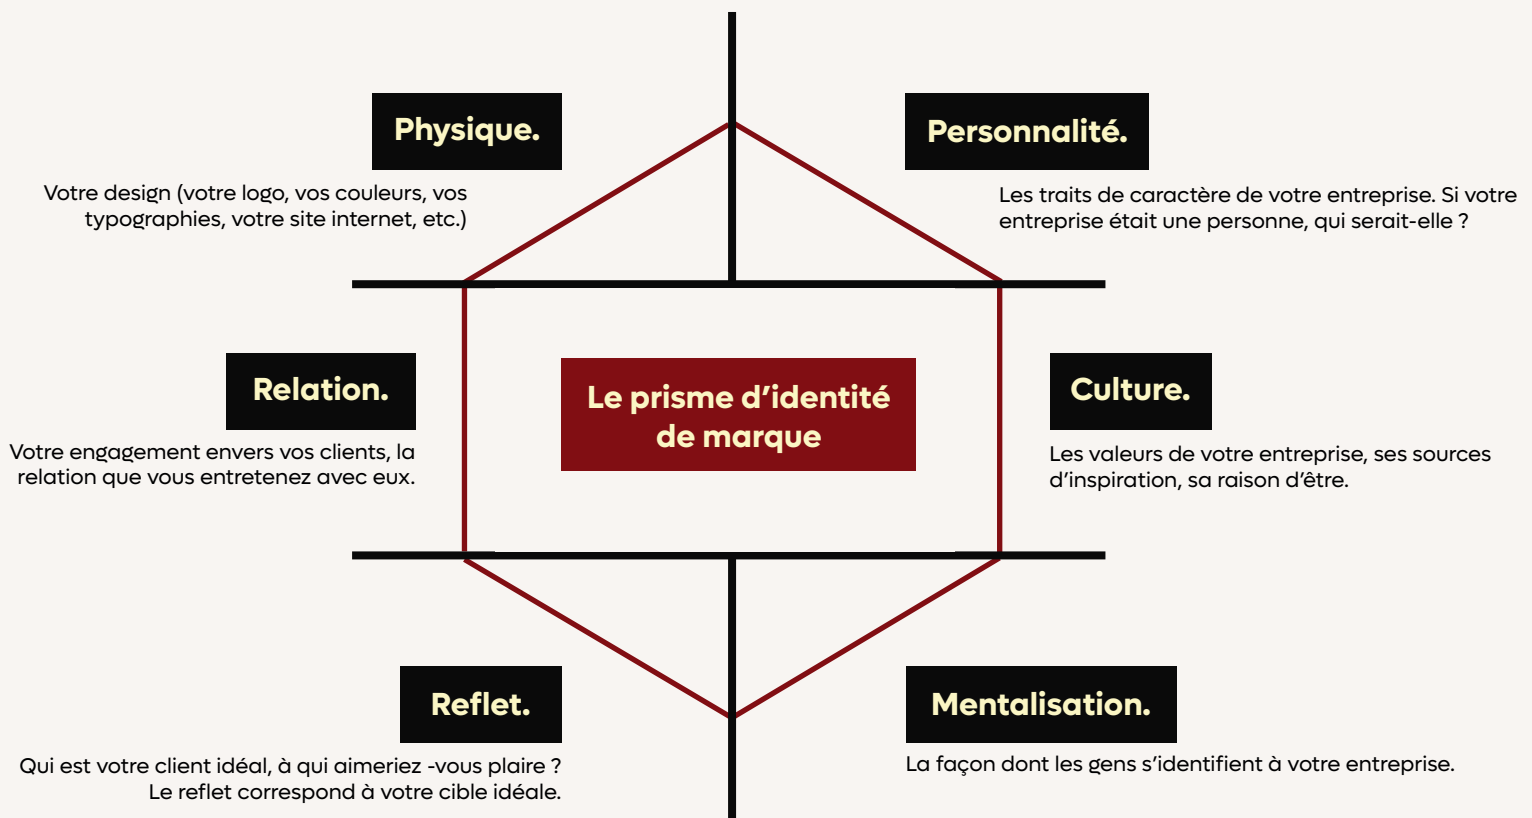 Physique.
Votre design (votre logo, vos couleurs, vos
typographies, votre site internet, etc.)
Personnalité.
Les traits de caractère de votre entreprise. Si votre
entreprise était une personne, qui serait-elle ?
Relation.
Votre engagement envers vos clients, la
relation que vous entretenez avec eux.
Le prisme d’identité
de marque
Culture.
Les valeurs de votre entreprise, ses sources
d’inspiration, sa raison d’être.
Reflet.
Qui est votre client idéal, à qui aimeriez -vous plaire ?
Le reflet correspond à votre cible idéale.
Mentalisation.
La façon dont les gens s’identifient à votre entreprise.